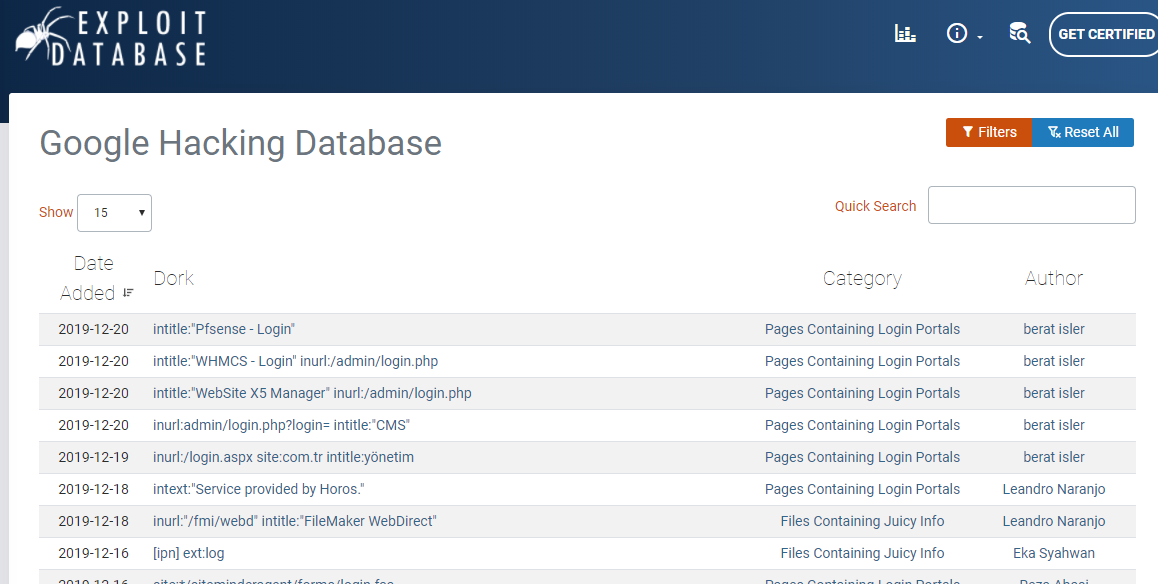 EXPLOIT
DATABASE
GET CERTIFIED
Google Hacking Database
Filters
Reset All
Show 15
Quick Search
Date Added Dork Category Author
2019-12-20 intitle:"Pfsense - Login" Pages Containing Login Portals berat isler
2019-12-20 intitle:"WHMCS - Login" inurl:/admin/login.php Pages Containing Login Portals berat isler
2019-12-20 intitle:"WebSite X5 Manager" inurl:/admin/login.php Pages Containing Login Portals berat isler
2019-12-20 inurl:admin/login.php?login= intitle:"CMS" Pages Containing Login Portals berat isler
2019-12-19 inurl:/login.aspx site:com.tr intitle:yönetim Pages Containing Login Portals berat isler
2019-12-18 intext:"Service provided by Horos." Pages Containing Login Portals Leandro Naranjo
2019-12-18 inurl:"/fmi/webd" intitle:"FileMaker WebDirect" Files Containing Juicy Info Leandro Naranjo
2019-12-16 [ipn] ext:log Files Containing Juicy Info Eka Syahwan
2019-12-16 Pages Containing Login Portals